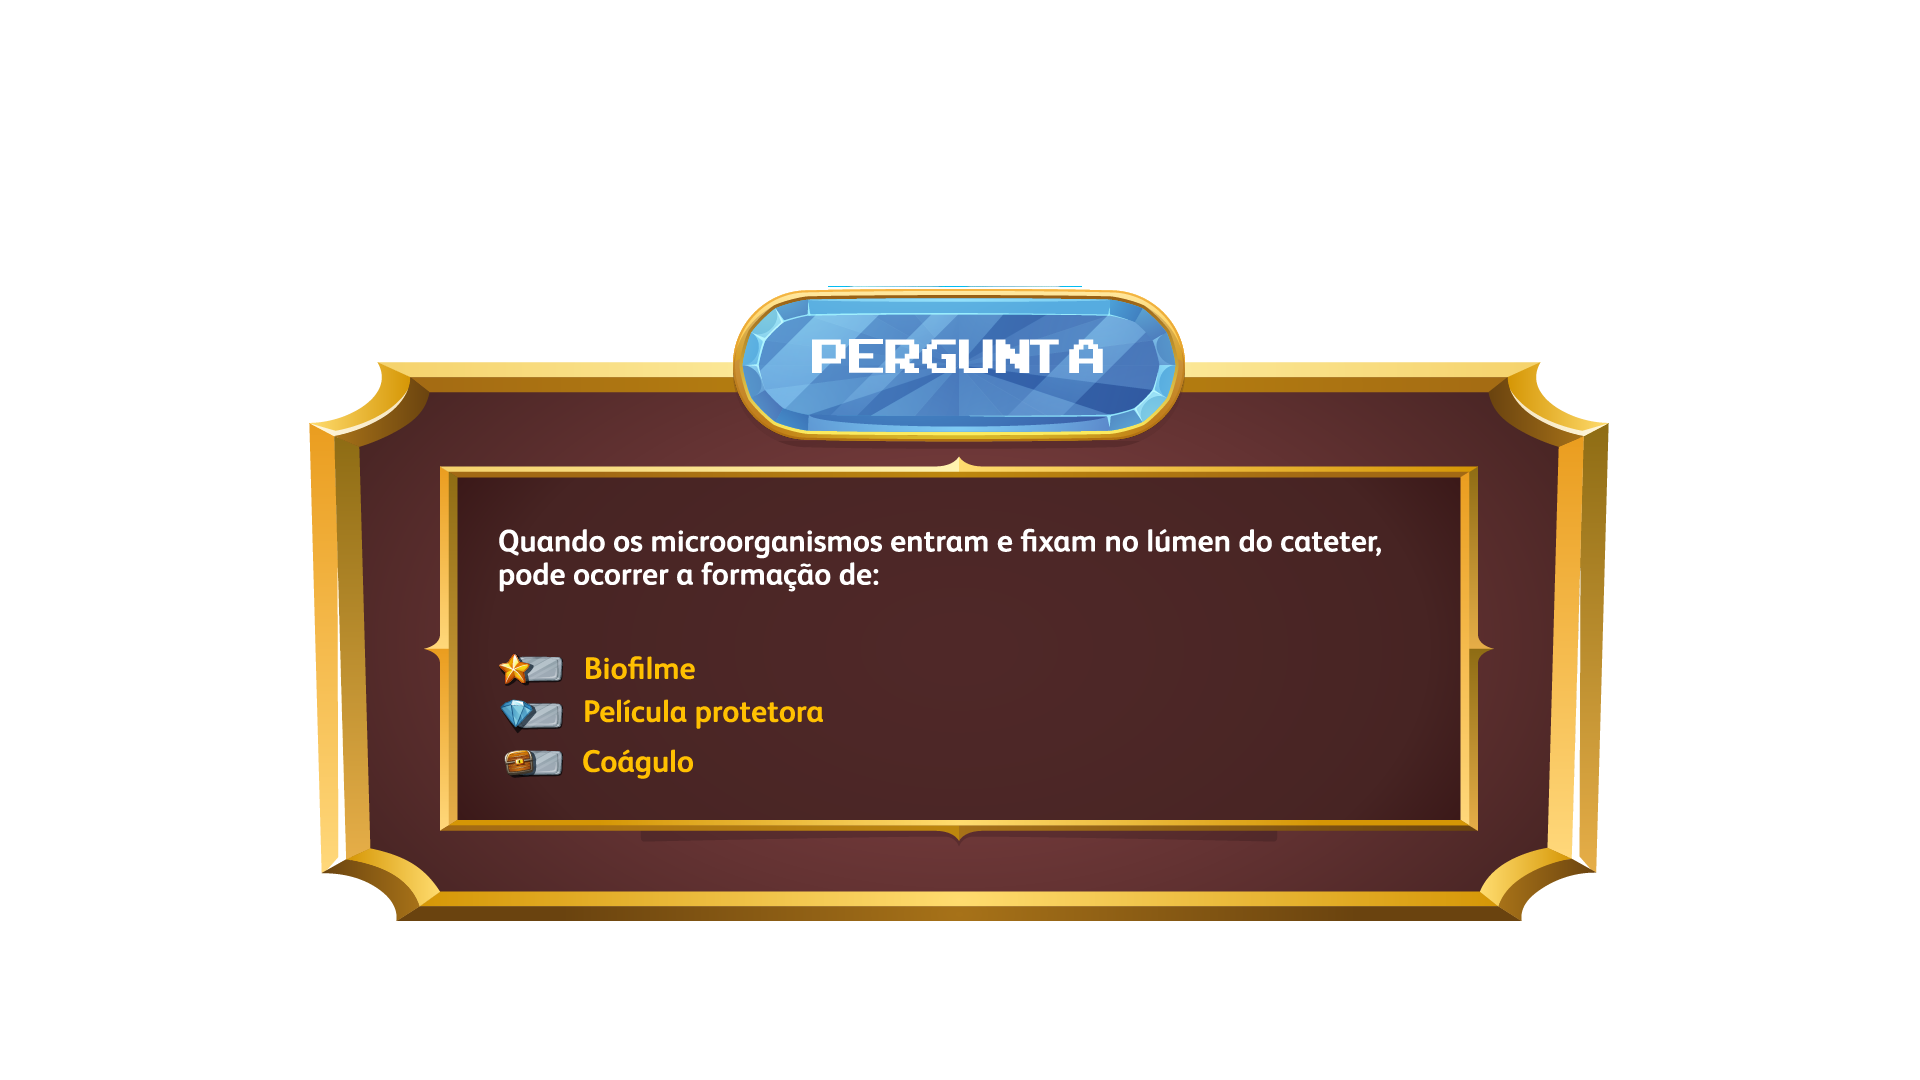 PERGUNTA
Quando os microorganismos entram e fixam no lúmen do cateter,
pode ocorrer a formação de:
Biofilme
Película protetora
Coágulo